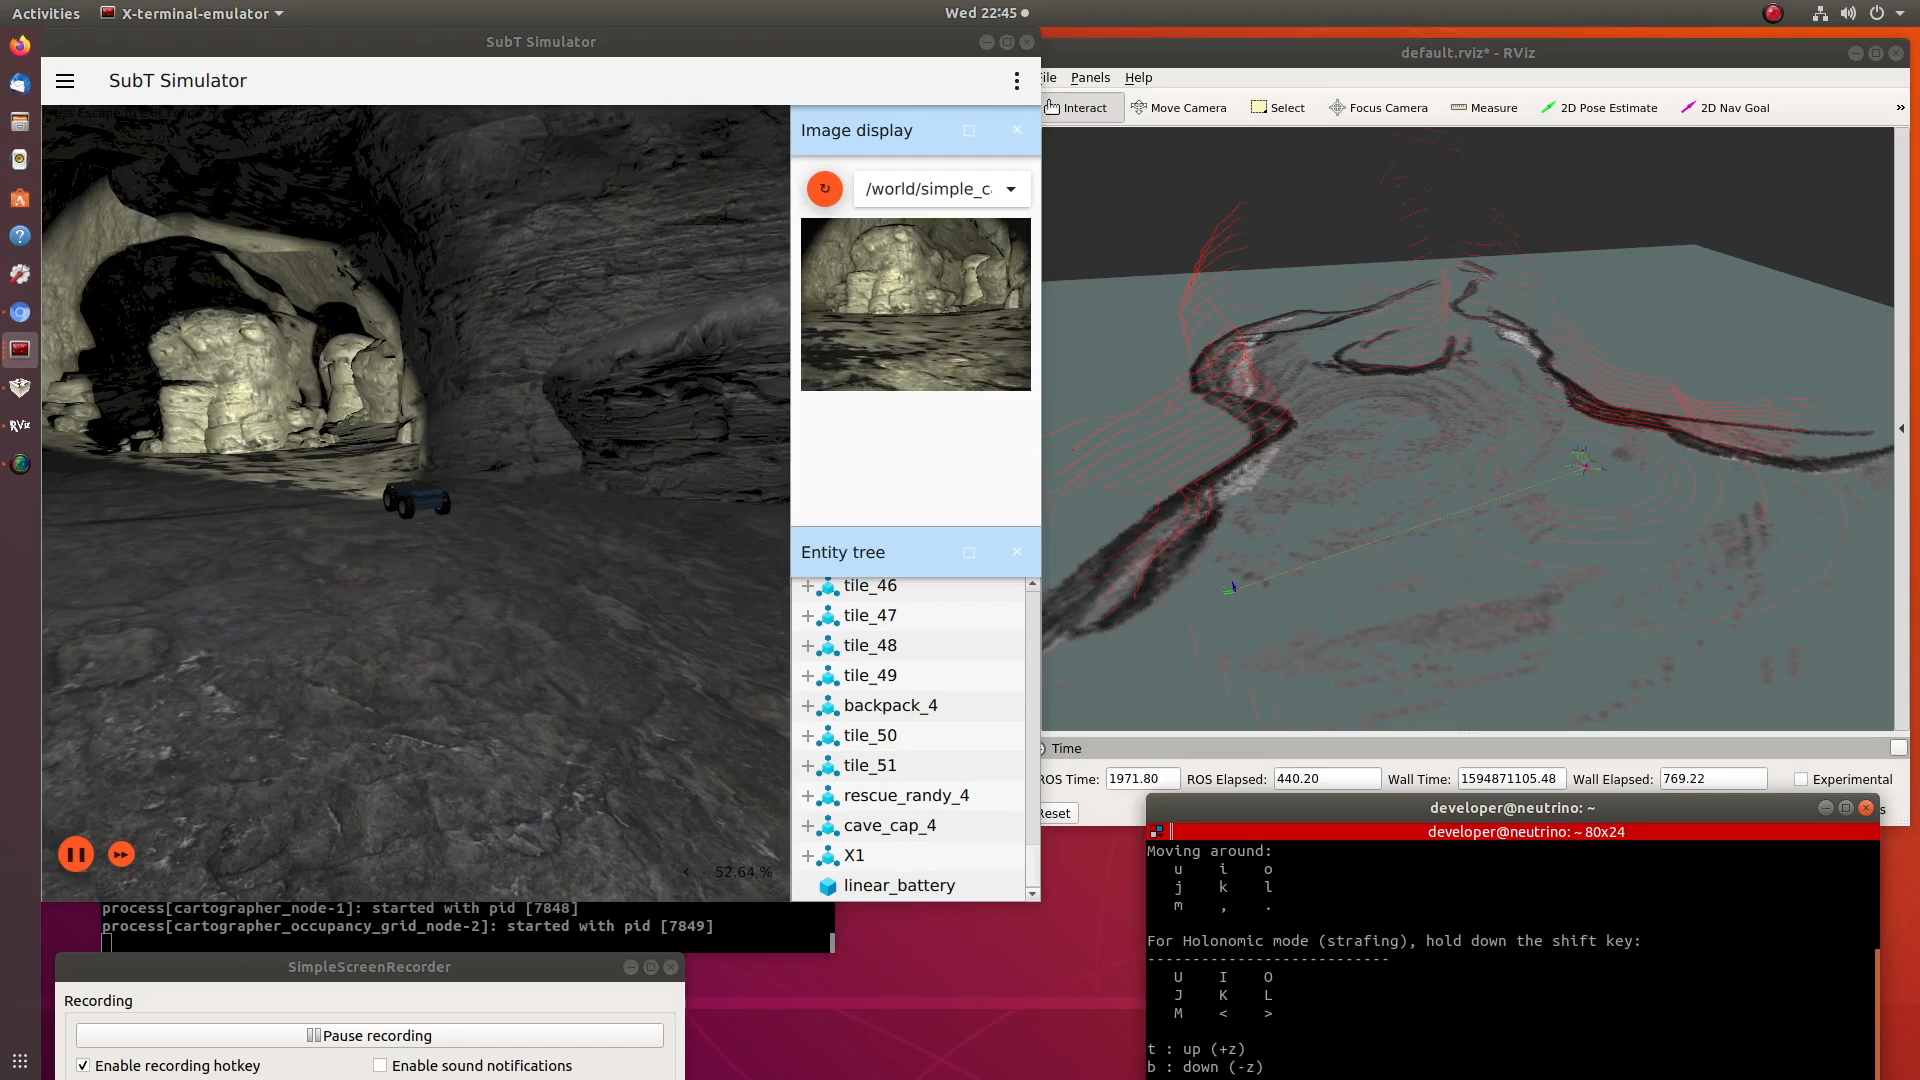 Activities
X-terminal-emulator
Wed 22:45
SubT Simulator
SubT Simulator
Image display
/world/simple_c
Entity tree
tile_46
tile_47
tile_48
tile_49
backpack_4
tile_50
tile_51
rescue_randy_4
cave_cap_4
X1
linear_battery
52.64 %
default.rviz* - RViz
Panels
Help
Interact
Move Camera
Select
Focus Camera
Measure
2D Pose Estimate
2D Nav Goal
»
RViz
Time
ROS Time: 1971.80 ROS Elapsed: 440.20 Wall Time: 1594871105.48 Wall Elapsed: 769.22 Experimental
Reset
process[cartographer_node-1]: started with pid [7848]
process[cartographer_occupancy_grid_node-2]: started with pid [7849]
SimpleScreenRecorder
Recording
Pause recording
Enable recording hotkey
Enable sound notifications
developer@neutrino: ~
developer@neutrino: ~ 80x24
Moving around:
u i o
j k l
m , .
For Holonomic mode (strafing), hold down the shift key:
---------------------------
U I O
J K L
M < >
t : up (+z)
b : down (-z)